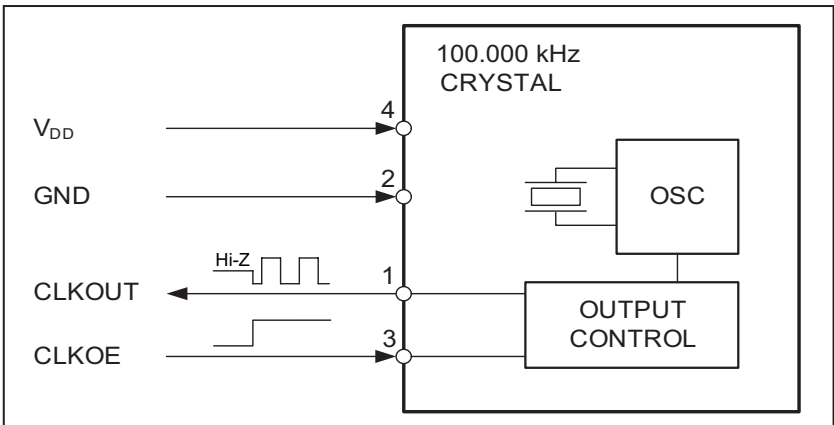 100.000 kHz
CRYSTAL
4
VDD
2
GND
OSC
Hi-Z
1
CLKOUT
OUTPUT
CONTROL
3
CLKOE